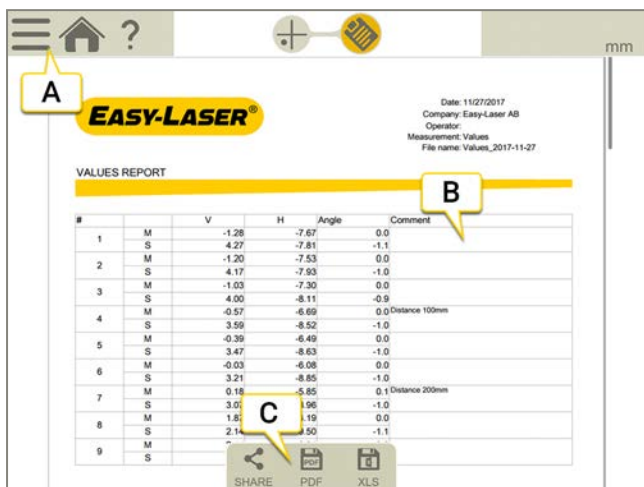 ?
mm
A
EASY-LASER®
Date: 11/27/2017
Company: Easy-Laser AB
Operator:
Measurement: Values
File name: Values_2017-11-27
VALUES REPORT
B
# V H Angle Comment
1 M -1.28 -7.67 0.0
S 4.27 -7.81 -1.1
2 M -1.20 -7.53 0.0
S 4.17 -7.93 -1.0
3 M -1.03 -7.30 0.0
S 4.00 -8.11 -0.9
4 M -0.57 -6.69 0.0 Distance 100mm
S 3.59 -8.52 -1.0
5 M -0.39 -6.49 0.0
S 3.47 -8.63 -1.0
6 M -0.03 -6.08 0.0
S 3.21 -8.85 -1.0
7 M 0.18 -5.85 0.1 Distance 200mm
S -1.0
8 M 0.0
S -1.1
9 M
S
C
PDF
SHARE PDF XLS